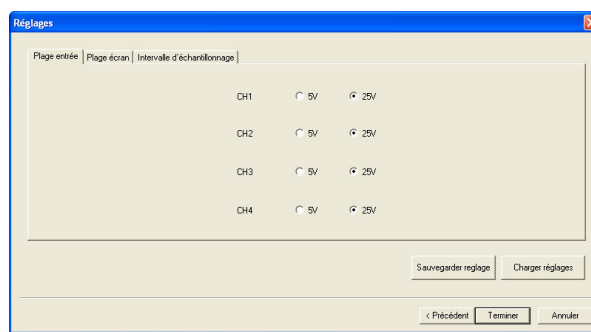 Réglages
Plage entrée Plage écran Intervalle d'échantillonnage
CH1 5V 25V
CH2 5V 25V
CH3 5V 25V
CH4 5V 25V
Sauvegarder reglage Charger réglages
< Précédent Terminer Annuler